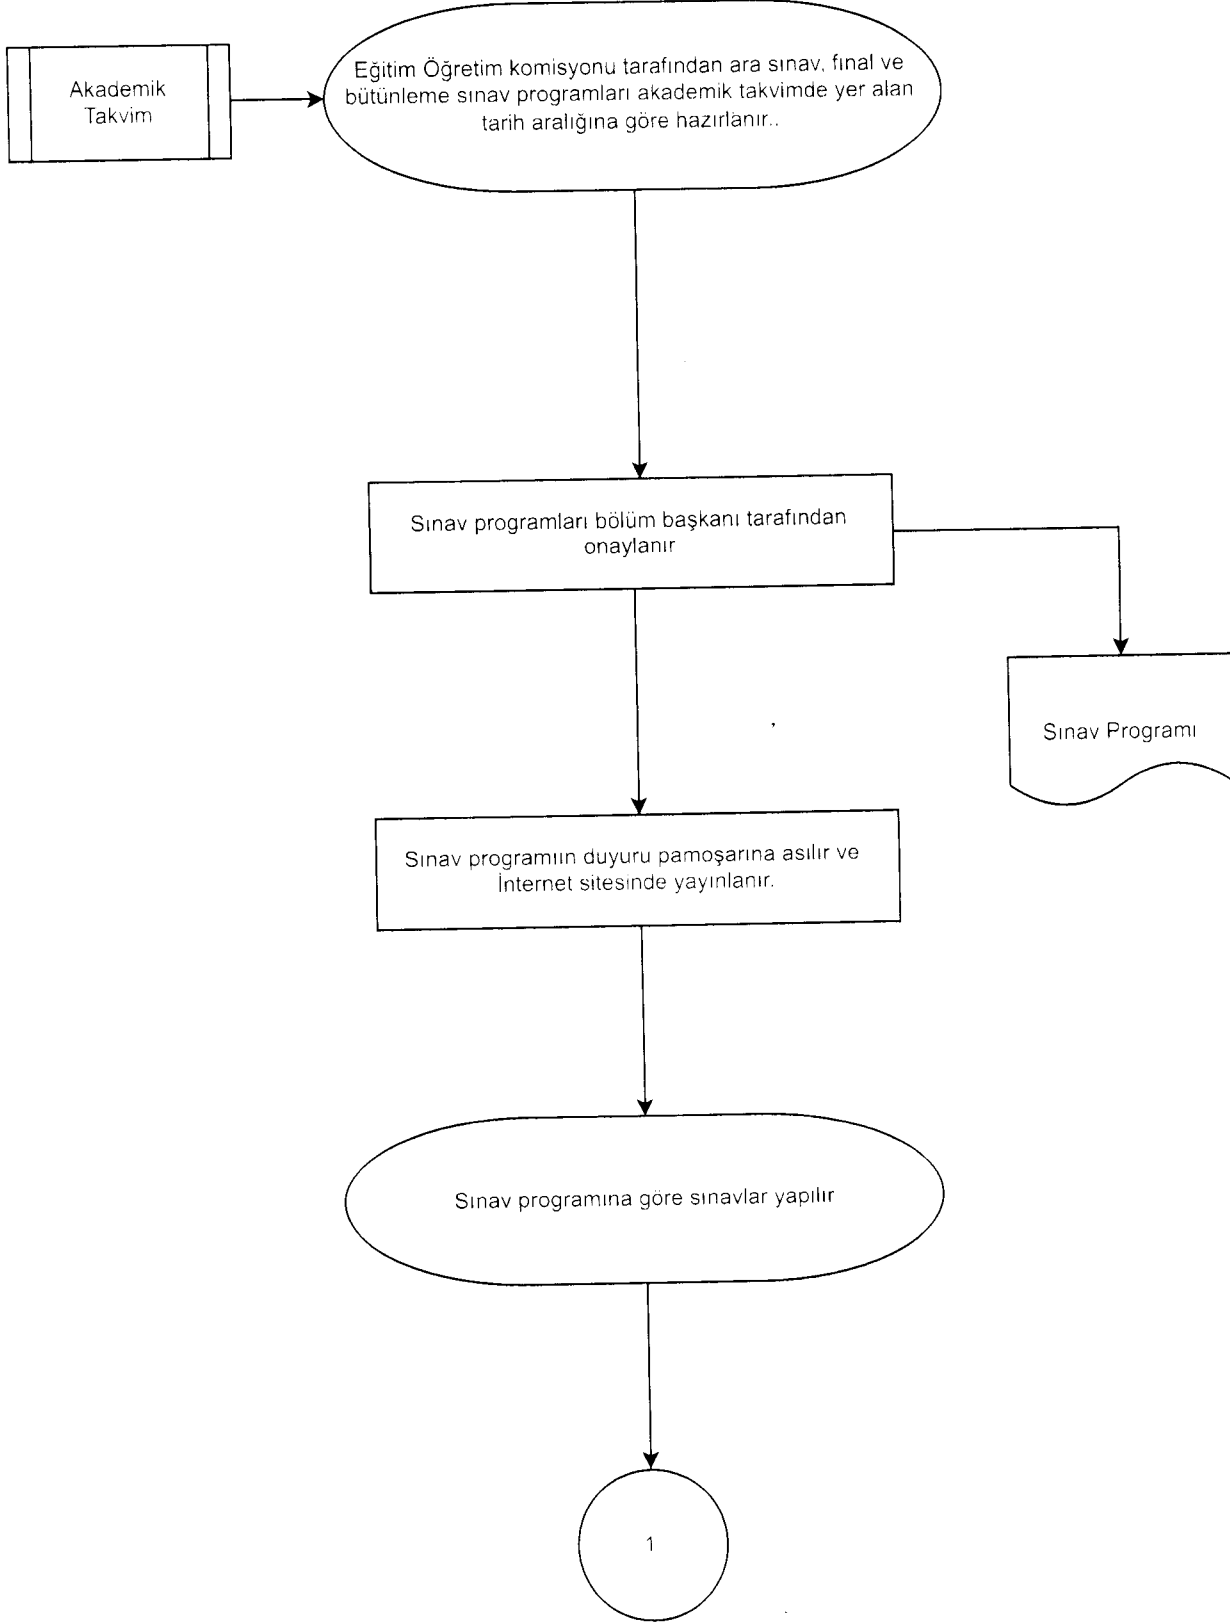 Akademik
Takvim
Eğitim Öğretim komisyonu tarafından ara sınav, final ve
bütünleme sınav programları akademik takvimde yer alan
tarih aralığına göre hazırlanır..
Sınav programları bölüm başkanı tarafından
onaylanır
Sınav Programı
Sınav programıın duyuru pamoşarına asılır ve
İnternet sitesinde yayınlanır.
Sınav programına göre sınavlar yapılır
1